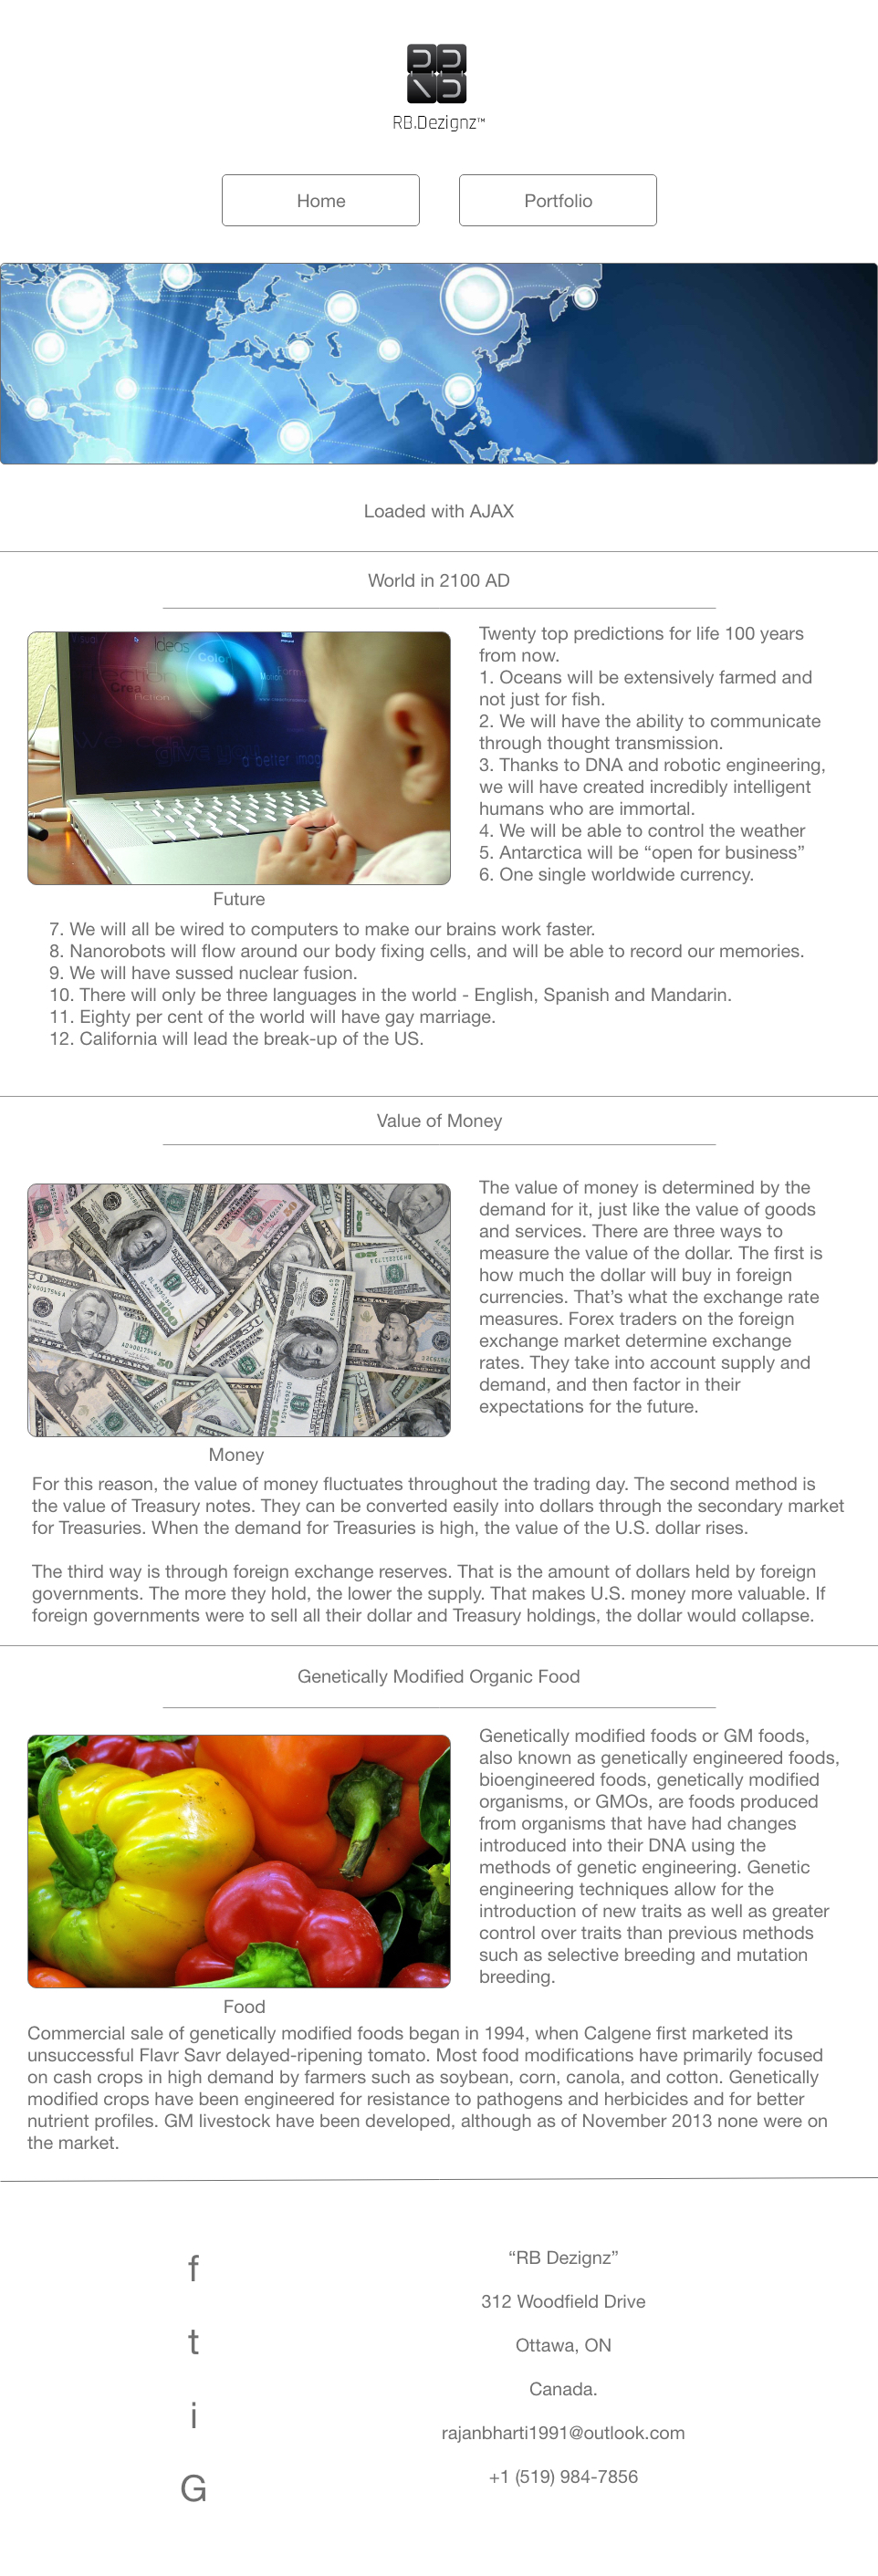 RB.Dezignz™
Home
Portfolio
Loaded with AJAX
World in 2100 AD
Visual
Ideas
Color
Crea
Action
Form
Motion
We can
give
a better imag
Future
Twenty top predictions for life 100 years
from now.
1. Oceans will be extensively farmed and
not just for fish.
2. We will have the ability to communicate
through thought transmission.
3. Thanks to DNA and robotic engineering,
we will have created incredibly intelligent
humans who are immortal.
4. We will be able to control the weather
5. Antarctica will be “open for business”
6. One single worldwide currency.
7. We will all be wired to computers to make our brains work faster.
8. Nanorobots will flow around our body fixing cells, and will be able to record our memories.
9. We will have sussed nuclear fusion.
10. There will only be three languages in the world - English, Spanish and Mandarin.
11. Eighty per cent of the world will have gay marriage.
12. California will lead the break-up of the US.
Value of Money
Money
The value of money is determined by the
demand for it, just like the value of goods
and services. There are three ways to
measure the value of the dollar. The first is
how much the dollar will buy in foreign
currencies. That’s what the exchange rate
measures. Forex traders on the foreign
exchange market determine exchange
rates. They take into account supply and
demand, and then factor in their
expectations for the future.
For this reason, the value of money fluctuates throughout the trading day. The second method is
the value of Treasury notes. They can be converted easily into dollars through the secondary market
for Treasuries. When the demand for Treasuries is high, the value of the U.S. dollar rises.
The third way is through foreign exchange reserves. That is the amount of dollars held by foreign
governments. The more they hold, the lower the supply. That makes U.S. money more valuable. If
foreign governments were to sell all their dollar and Treasury holdings, the dollar would collapse.
Genetically Modified Organic Food
Food
Genetically modified foods or GM foods,
also known as genetically engineered foods,
bioengineered foods, genetically modified
organisms, or GMOs, are foods produced
from organisms that have had changes
introduced into their DNA using the
methods of genetic engineering. Genetic
engineering techniques allow for the
introduction of new traits as well as greater
control over traits than previous methods
such as selective breeding and mutation
breeding.
Commercial sale of genetically modified foods began in 1994, when Calgene first marketed its
unsuccessful Flavr Savr delayed-ripening tomato. Most food modifications have primarily focused
on cash crops in high demand by farmers such as soybean, corn, canola, and cotton. Genetically
modified crops have been engineered for resistance to pathogens and herbicides and for better
nutrient profiles. GM livestock have been developed, although as of November 2013 none were on
the market.
f
t
i
G
“RB Dezignz”
312 Woodfield Drive
Ottawa, ON
Canada.
rajanbharti1991@outlook.com
+1 (519) 984-7856